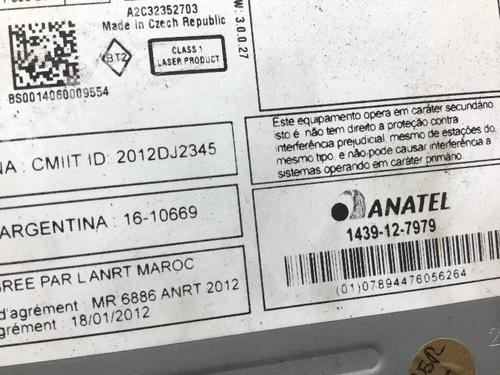 A2C32352703
Made in Czech Republic
W: 3.0.0.27
BT2
CLASS 1
LASER PRODUCT
BS0014060009554
NA : CMIIT ID: 2012DJ2345
ARGENTINA : 16-10669
Este equipamento opera em caráter secundário
isto é não tem direito a proteção contra
interferência prejudicial, mesmo de estações do
mesmo tipo, e não pode causar interferência a
sistemas operando em caráter primário.
ANATEL
1439-12-7979
(01)07894476056264
GREE PAR L'ANRT MAROC
d'agrément : MR 6886 ANRT 2012
grément : 18/01/2012